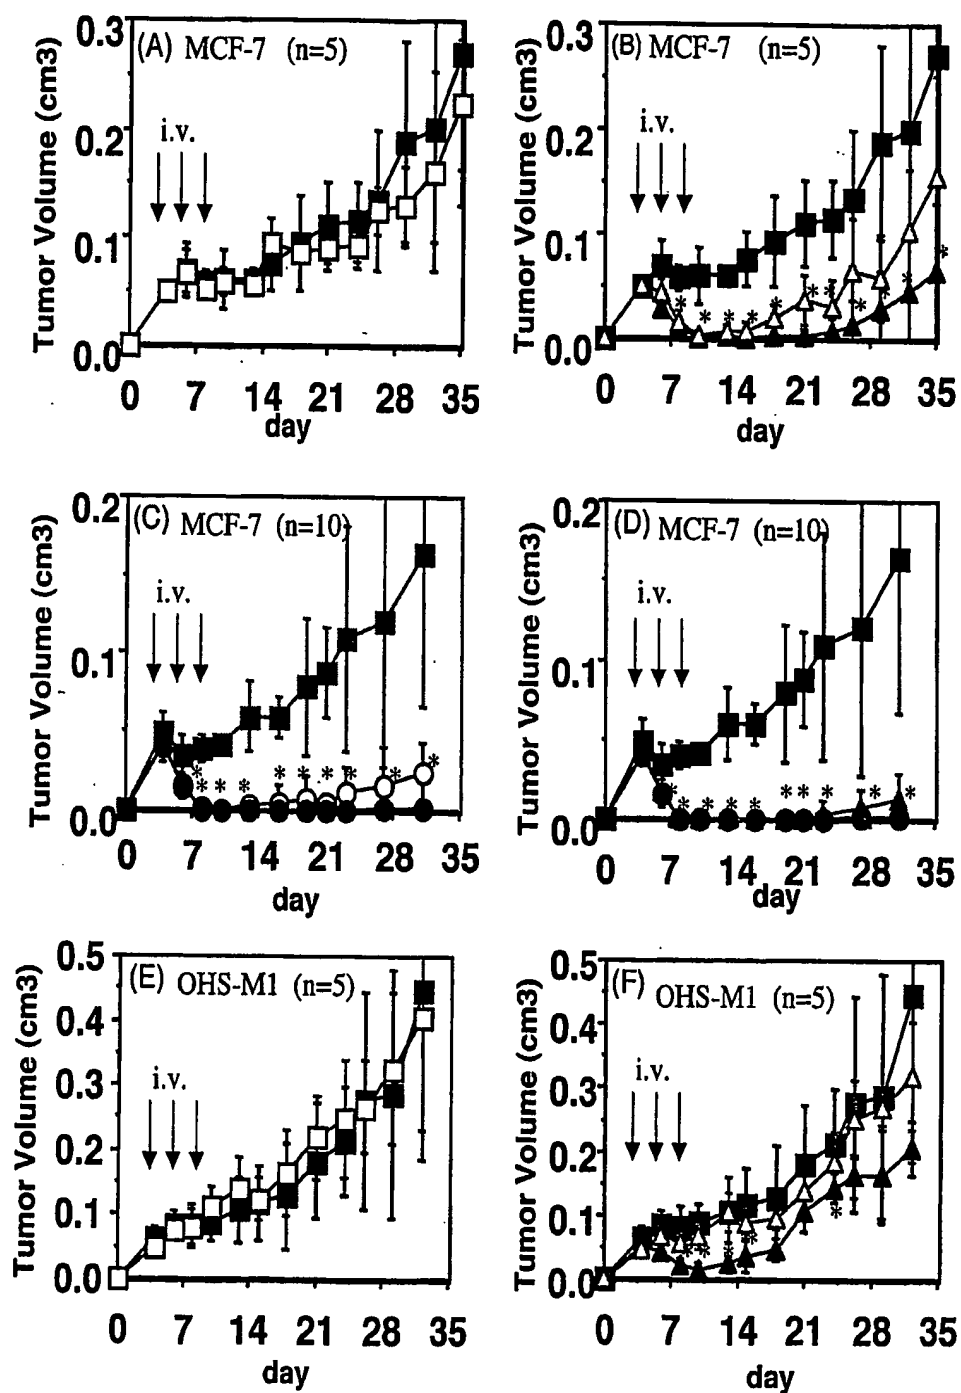 (A) MCF-7 (n=5)
Tumor Volume (cm3)
0.3
0.2
0.1
0.0
i.v.
0 7 14 21 28 35
day
(B) MCF-7 (n=5)
Tumor Volume (cm3)
0.3
0.2
0.1
0.0
i.v.
* * * * * * * * * * *
0 7 14 21 28 35
day
(C) MCF-7 (n=10)
Tumor Volume (cm3)
0.2
0.1
0.0
i.v.
* * * * * * * * *
0 7 14 21 28 35
day
(D) MCF-7 (n=10)
Tumor Volume (cm3)
0.2
0.1
0.0
i.v.
* * * * * * * * * *
0 7 14 21 28 35
day
(E) OHS-M1 (n=5)
Tumor Volume (cm3)
0.5
0.4
0.3
0.2
0.1
0.0
i.v.
0 7 14 21 28 35
day
(F) OHS-M1 (n=5)
Tumor Volume (cm3)
0.5
0.4
0.3
0.2
0.1
0.0
i.v.
* * * * *
0 7 14 21 28 35
day